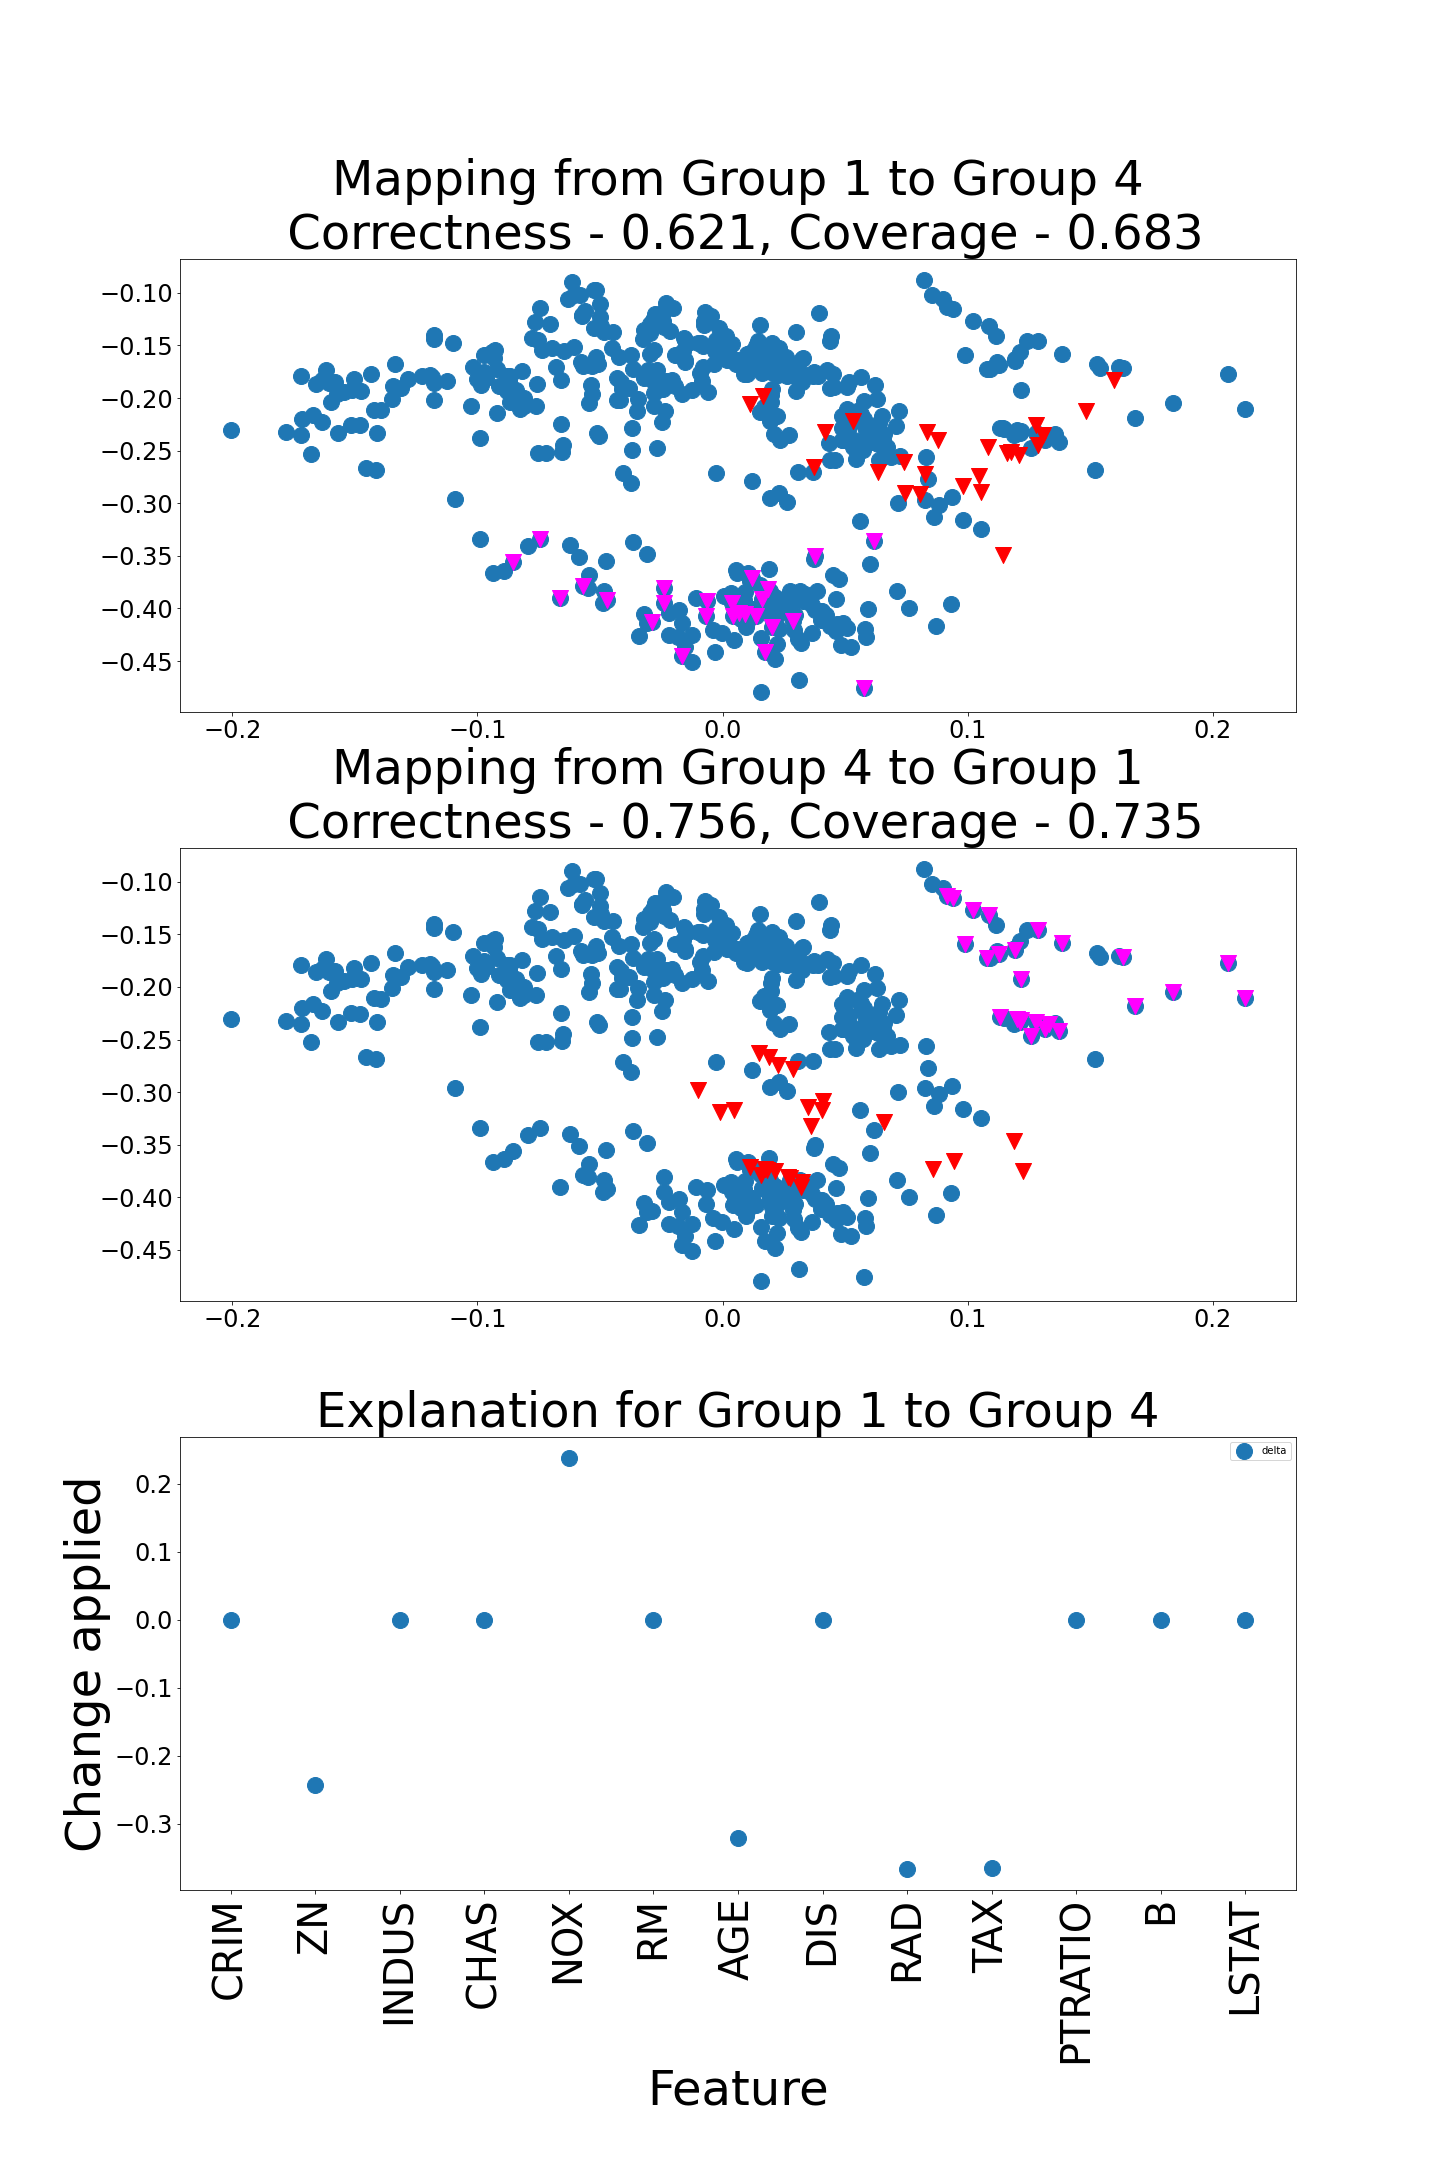 Mapping from Group 1 to Group 4
Correctness - 0.621, Coverage - 0.683
−0.10
−0.15
−0.20
−0.25
−0.30
−0.35
−0.40
−0.45
−0.2 −0.1 0.0 0.1 0.2
Mapping from Group 4 to Group 1
Correctness - 0.756, Coverage - 0.735
−0.10
−0.15
−0.20
−0.25
−0.30
−0.35
−0.40
−0.45
−0.2 −0.1 0.0 0.1 0.2
Explanation for Group 1 to Group 4
delta
Change applied
0.2
0.1
0.0
−0.1
−0.2
−0.3
CRIM
ZN
INDUS
CHAS
NOX
RM
AGE
DIS
RAD
TAX
PTRATIO
B
LSTAT
Feature